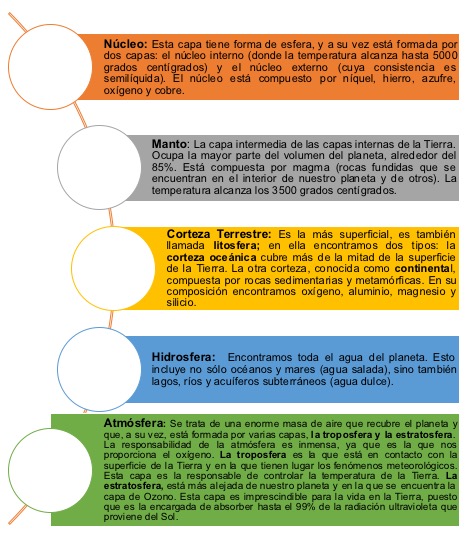 Núcleo: Esta capa tiene forma de esfera, y a su vez está formada por
dos capas: el núcleo interno (donde la temperatura alcanza hasta 5000
grados centígrados) y el núcleo externo (cuya consistencia es
semilíquida). El núcleo está compuesto por níquel, hierro, azufre,
oxígeno y cobre.
Manto: La capa intermedia de las capas internas de la Tierra.
Ocupa la mayor parte del volumen del planeta, alrededor del
85%. Está compuesta por magma (rocas fundidas que se
encuentran en el interior de nuestro planeta y de otros). La
temperatura alcanza los 3500 grados centígrados.
Corteza Terrestre: Es la más superficial, es también
llamada litosfera; en ella encontramos dos tipos: la
corteza oceánica cubre más de la mitad de la superficie
de la Tierra. La otra corteza, conocida como continental,
compuesta por rocas sedimentarias y metamórficas. En su
composición encontramos oxígeno, aluminio, magnesio y
silicio.
Hidrosfera: Encontramos toda el agua del planeta. Esto
incluye no sólo océanos y mares (agua salada), sino también
lagos, ríos y acuíferos subterráneos (agua dulce).
Atmósfera: Se trata de una enorme masa de aire que recubre el planeta y
que, a su vez, está formada por varias capas, la troposfera y la estratosfera.
La responsabilidad de la atmósfera es inmensa, ya que es la que nos
proporciona el oxígeno. La troposfera es la que está en contacto con la
superficie de la Tierra y en la que tienen lugar los fenómenos meteorológicos.
Esta capa es la responsable de controlar la temperatura de la Tierra. La
estratosfera, está más alejada de nuestro planeta y en la que se encuentra la
capa de Ozono. Esta capa es imprescindible para la vida en la Tierra, puesto
que es la encargada de absorber hasta el 99% de la radiación ultravioleta que
proviene del Sol.